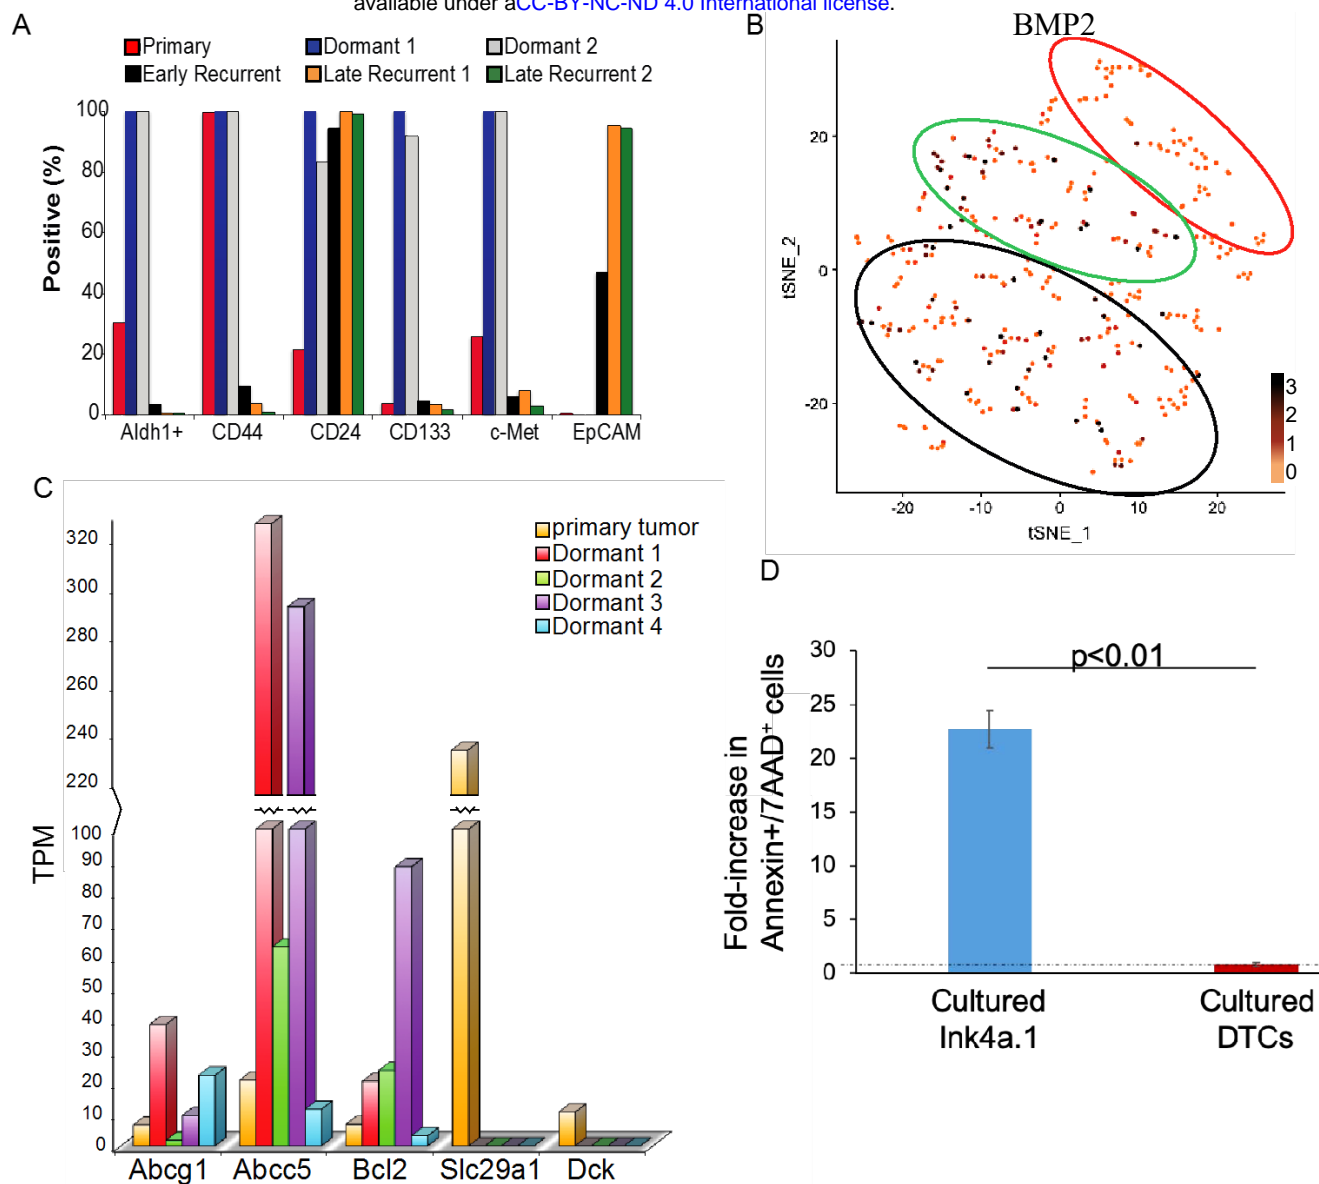 available under aCC-BY-NC-ND 4.0 International license.
A
Primary Dormant 1 Dormant 2
Early Recurrent Late Recurrent 1 Late Recurrent 2
Positive (%)
100
80
60
40
20
0
Aldh1+ CD44 CD24 CD133 c-Met EpCAM
B
BMP2
tSNE_2
20
0
-20
-20 -10 0 10 20
tSNE_1
3
2
1
0
C
primary tumor
Dormant 1
Dormant 2
Dormant 3
Dormant 4
TPM
320
300
280
260
240
220
100
90
80
70
60
50
40
30
20
10
0
Abcg1 Abcc5 Bcl2 Slc29a1 Dck
D
Fold-increase in
Annexin+/7AAD+ cells
p<0.01
30
25
20
15
10
5
0
Cultured Cultured
Ink4a.1 DTCs